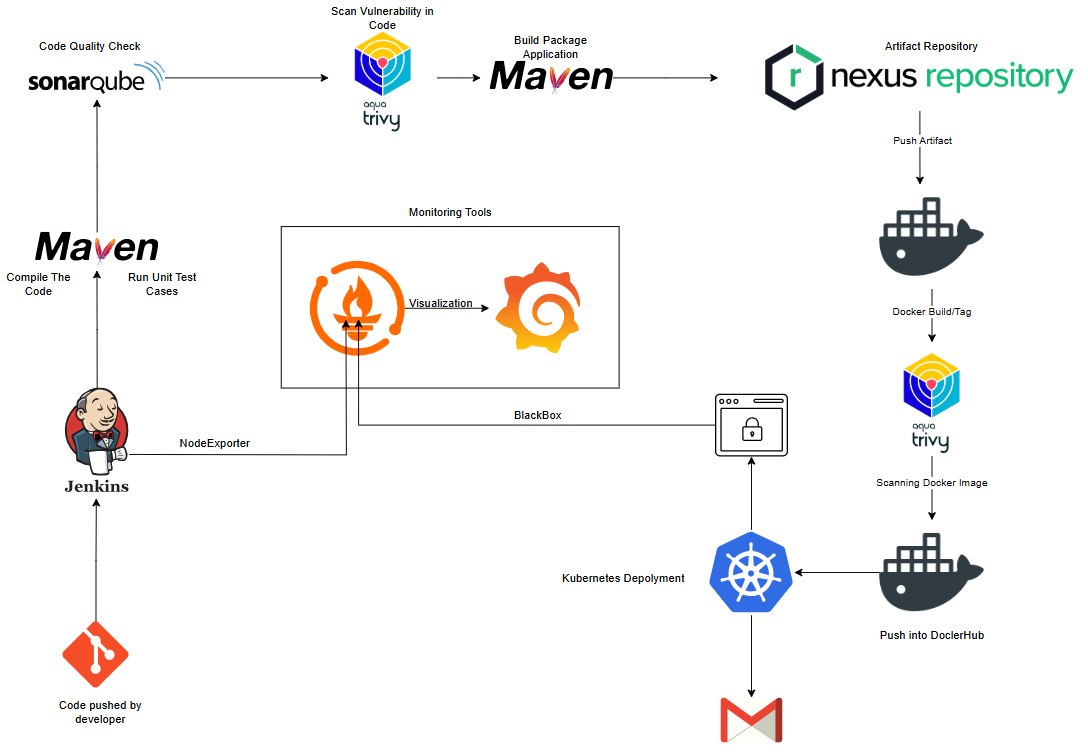 Scan Vulnerability in
Code
Code Quality Check
Build Package
Application
Artifact Repository
sonarqube
aqua
trivy
Maven
r
nexus repository
Push Artifact
Monitoring Tools
Maven
Compile The
Code
Run Unit Test
Cases
Visualization
Docker Build/Tag
aqua
trivy
BlackBox
NodeExporter
Jenkins
Scanning Docker Image
Kubernetes Depolyment
Push into DoclerHub
Code pushed by
developer